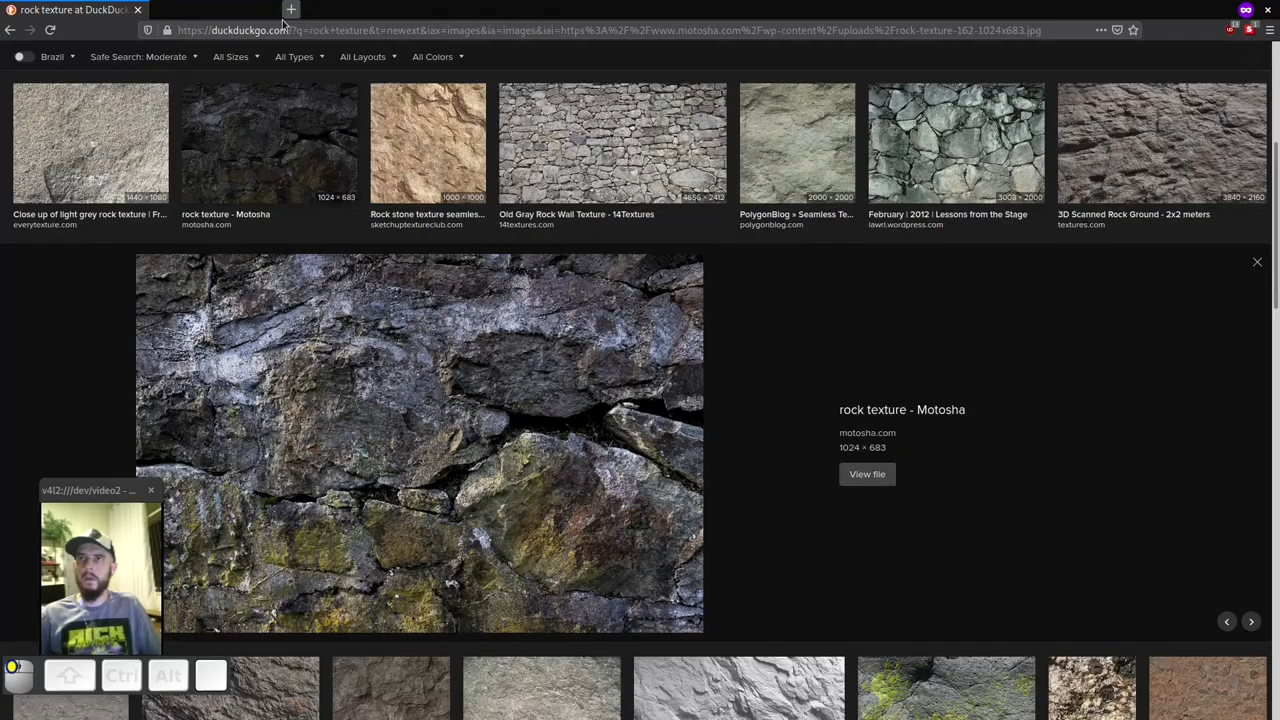 rock texture at DuckDuc
https://duckduckgo.com/?q=rock+texture&t=newext&iax=images&ia=images&iai=https%3A%2F%2Fwww.motosha.com%2Fwp-content%2Fuploads%2Frock-texture-162-1024x683.jpg
13
1
Brazil
Safe Search: Moderate
All Sizes
All Types
All Layouts
All Colors
1440 × 1080
1024 × 683
1000 × 1000
4656 × 2412
2000 × 2000
3008 × 2000
3840 × 2160
Close up of light grey rock texture | Fr...
rock texture - Motosha
Rock stone texture seamles...
Old Gray Rock Wall Texture - 14Textures
PolygonBlog » Seamless Te...
February | 2012 | Lessons from the Stage
3D Scanned Rock Ground - 2x2 meters
everytexture.com
motosha.com
sketchuptextureclub.com
14textures.com
polygonblog.com
lawrl.wordpress.com
textures.com
rock texture - Motosha
motosha.com
1024 × 683
View file
v4l2:///dev/video2 - ...
RICK
Ctrl
Alt